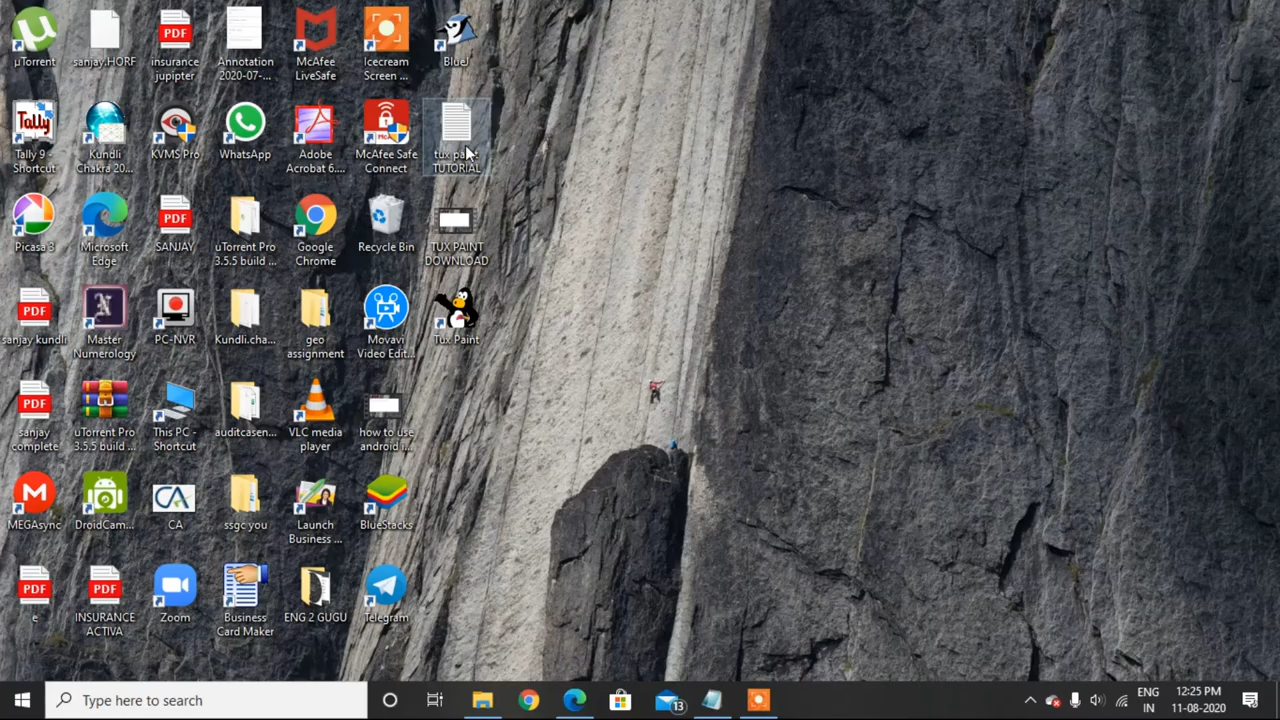 µTorrent
sanjay.HORF
insurance
jupipter
Annotation
2020-07-...
McAfee
LiveSafe
Icecream
Screen ...
BlueJ
Tally 9 -
Shortcut
Kundli
Chakra 20...
KVMS Pro
WhatsApp
Adobe
Acrobat 6....
McAfee Safe
Connect
tux paint
TUTORIAL
Picasa 3
Microsoft
Edge
SANJAY
uTorrent Pro
3.5.5 build ...
Google
Chrome
Recycle Bin
TUX PAINT
DOWNLOAD
sanjay kundli
Master
Numerology
PC-NVR
Kundli.cha...
geo
assignment
Movavi
Video Edit...
Tux Paint
sanjay
complete
uTorrent Pro
3.5.5 build ...
This PC -
Shortcut
auditcasen...
VLC media
player
how to use
android i...
MEGAsync
DroidCam...
CA
ssgc you
Launch
Business ...
BlueStacks
e
INSURANCE
ACTIVA
Zoom
Business
Card Maker
ENG 2 GUGU
Telegram
PDF
Tally
PDF
PDF
PDF
CA
PDF
PDF
Type here to search
13
ENG
IN
12:25 PM
11-08-2020